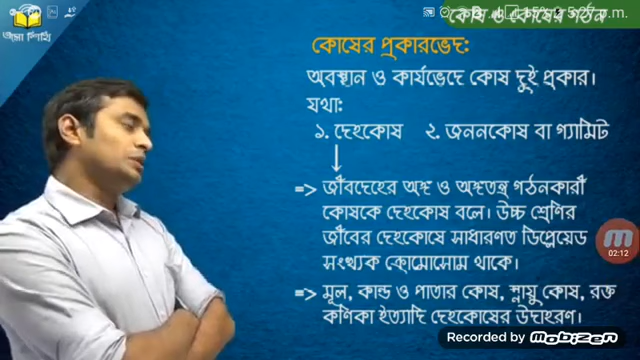 কোষ ও কোষের গঠন
এসো শিখি
কোষের প্রকারভেদ:
অবস্থান ও কার্যভেদে কোষ দুই প্রকার।
যথা:
১. দেহকোষ ২. জননকোষ বা গ্যামিট
=> জীবদেহের অঙ্গ ও অঙ্গতন্ত্র গঠনকারী
কোষকে দেহকোষ বলে। উচ্চ শ্রেণির
জীবের দেহকোষে সাধারণত ডিপ্লয়েড
সংখ্যক ক্রোমোসোম থাকে।
02:12
=> মূল, কান্ড ও পাতার কোষ, স্নায়ু কোষ, রক্ত
কণিকা ইত্যাদি দেহকোষের উদাহরণ।
Recorded by Mobizen